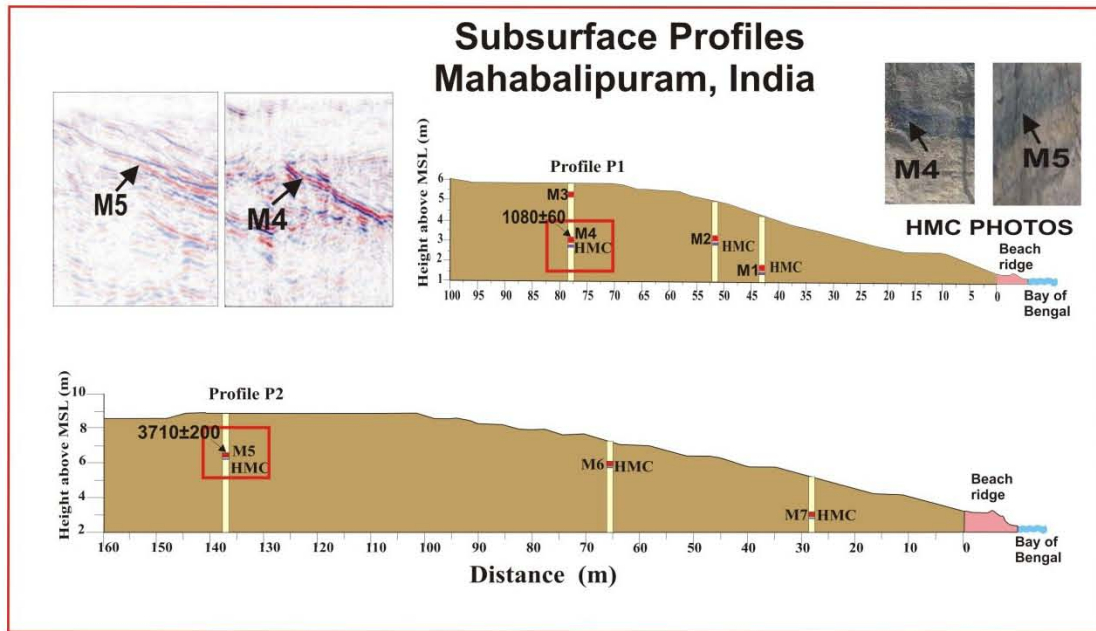 Subsurface Profiles
Mahabalipuram, India
M5
M4
M4
M5
HMC PHOTOS
Profile P1
Height above MSL (m)
6
5
4
3
2
1
M3
1080±60
M4
HMC
M2
HMC
M1
HMC
Beach
ridge
Bay of
Bengal
100 95 90 85 80 75 70 65 60 55 50 45 40 35 30 25 20 15 10 5 0
Profile P2
Height above MSL (m)
10
8
6
4
2
3710±200
M5
HMC
M6
HMC
M7
HMC
Beach
ridge
Bay of
Bengal
160 150 140 130 120 110 100 90 80 70 60 50 40 30 20 10 0
Distance (m)